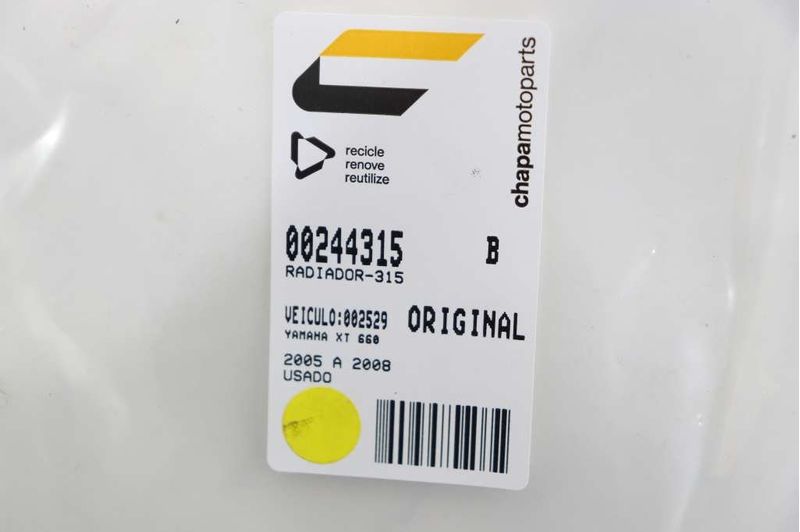 chapamotoparts
recicle
renove
reutilize
00244315 B
RADIADOR-315
VEICULO:002529 ORIGINAL
YAMAHA XT 660
2005 A 2008
USADO